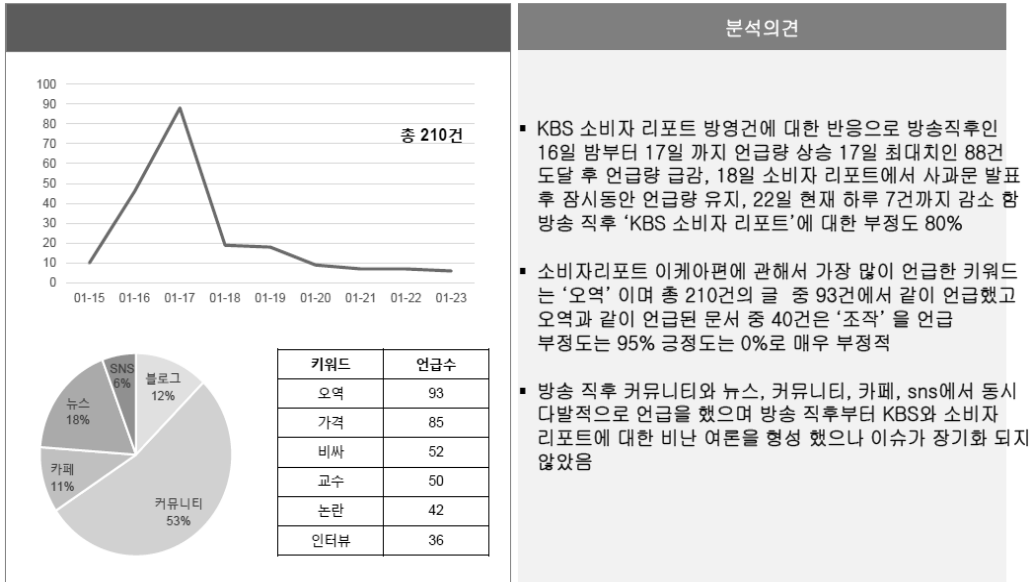 분석의견
100
90
80
70
60
50
40
30
20
10
0
총 210건
01-15 01-16 01-17 01-18 01-19 01-20 01-21 01-22 01-23
SNS
6%
블로그
12%
뉴스
18%
카페
11%
커뮤니티
53%
키워드 언급수
오역 93
가격 85
비싸 52
교수 50
논란 42
인터뷰 36
▪ KBS 소비자 리포트 방영건에 대한 반응으로 방송직후인
16일 밤부터 17일 까지 언급량 상승 17일 최대치인 88건
도달 후 언급량 급감, 18일 소비자 리포트에서 사과문 발표
후 잠시동안 언급량 유지, 22일 현재 하루 7건까지 감소 함
방송 직후 ‘KBS 소비자 리포트’에 대한 부정도 80%
▪ 소비자리포트 이케아편에 관해서 가장 많이 언급한 키워드
는 ‘오역’ 이며 총 210건의 글 중 93건에서 같이 언급했고
오역과 같이 언급된 문서 중 40건은 ‘조작’ 을 언급
부정도는 95% 긍정도는 0%로 매우 부정적
▪ 방송 직후 커뮤니티와 뉴스, 커뮤니티, 카페, sns에서 동시
다발적으로 언급을 했으며 방송 직후부터 KBS와 소비자
리포트에 대한 비난 여론을 형성 했으나 이슈가 장기화 되지
않았음